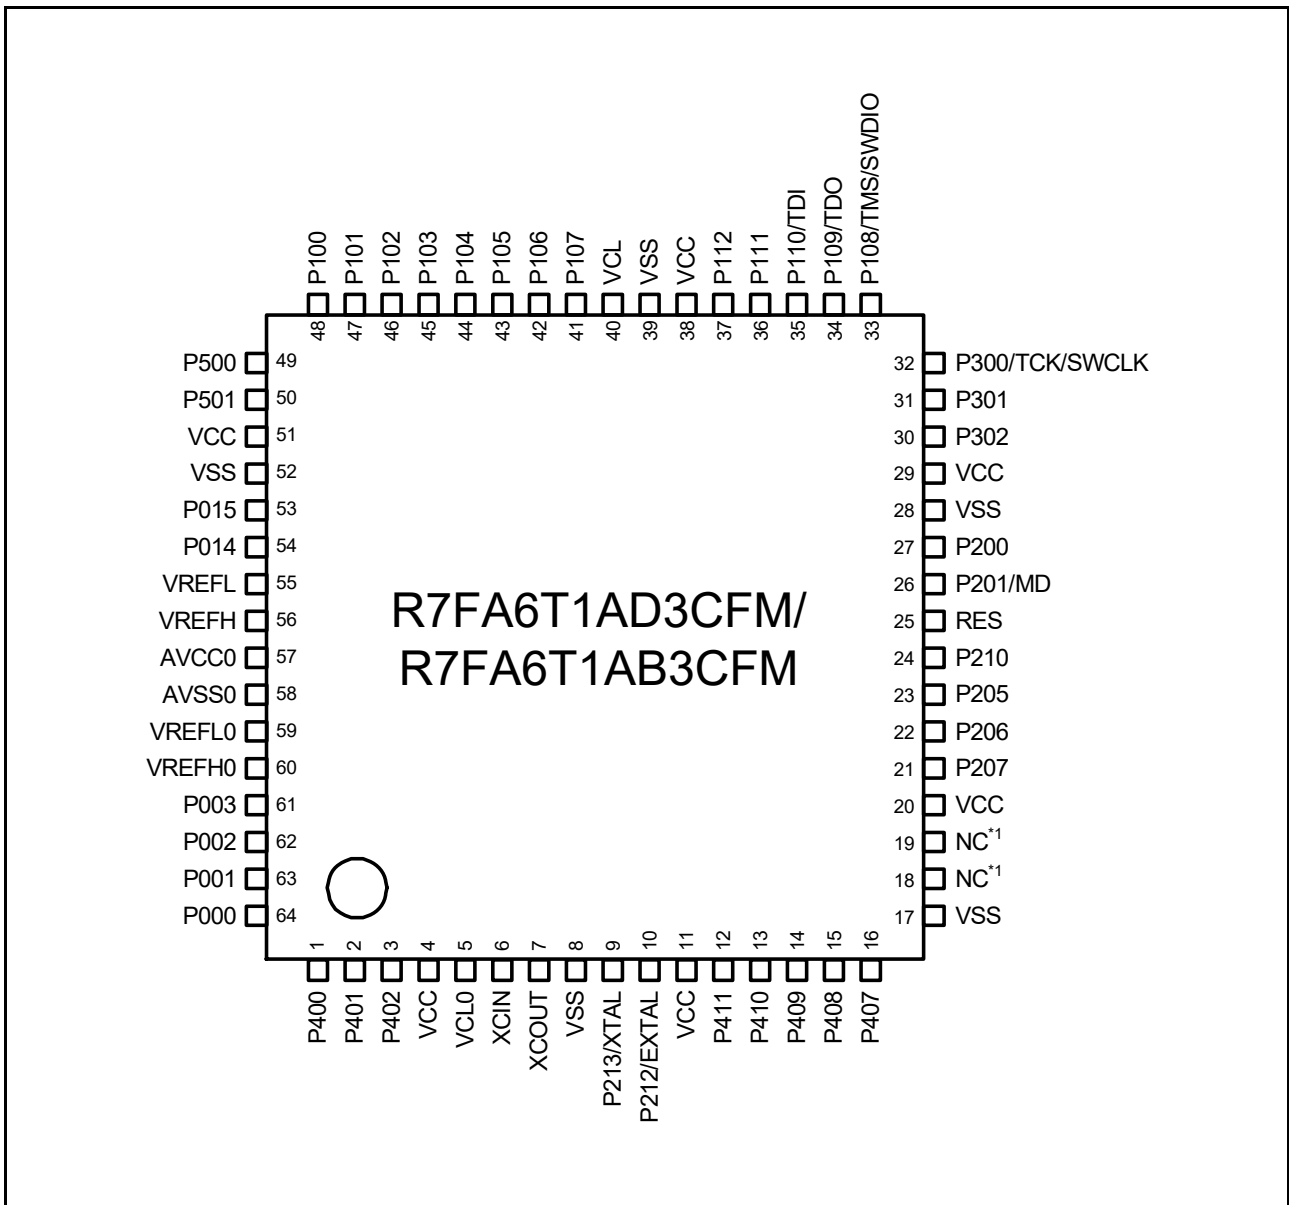 P100
P101
P102
P103
P104
P105
P106
P107
VCL
VSS
VCC
P112
P111
P110/TDI
P109/TDO
P108/TMS/SWDIO
48
47
46
45
44
43
42
41
40
39
38
37
36
35
34
33
P500 49
P501 50
VCC 51
VSS 52
P015 53
P014 54
VREFL 55
VREFH 56
AVCC0 57
AVSS0 58
VREFL0 59
VREFH0 60
P003 61
P002 62
P001 63
P000 64
R7FA6T1AD3CFM/
R7FA6T1AB3CFM
32 P300/TCK/SWCLK
31 P301
30 P302
29 VCC
28 VSS
27 P200
26 P201/MD
25 RES
24 P210
23 P205
22 P206
21 P207
20 VCC
19 NC*1
18 NC*1
17 VSS
1
2
3
4
5
6
7
8
9
10
11
12
13
14
15
16
P400
P401
P402
VCC
VCL0
XCIN
XCOUT
VSS
P213/XTAL
P212/EXTAL
VCC
P411
P410
P409
P408
P407